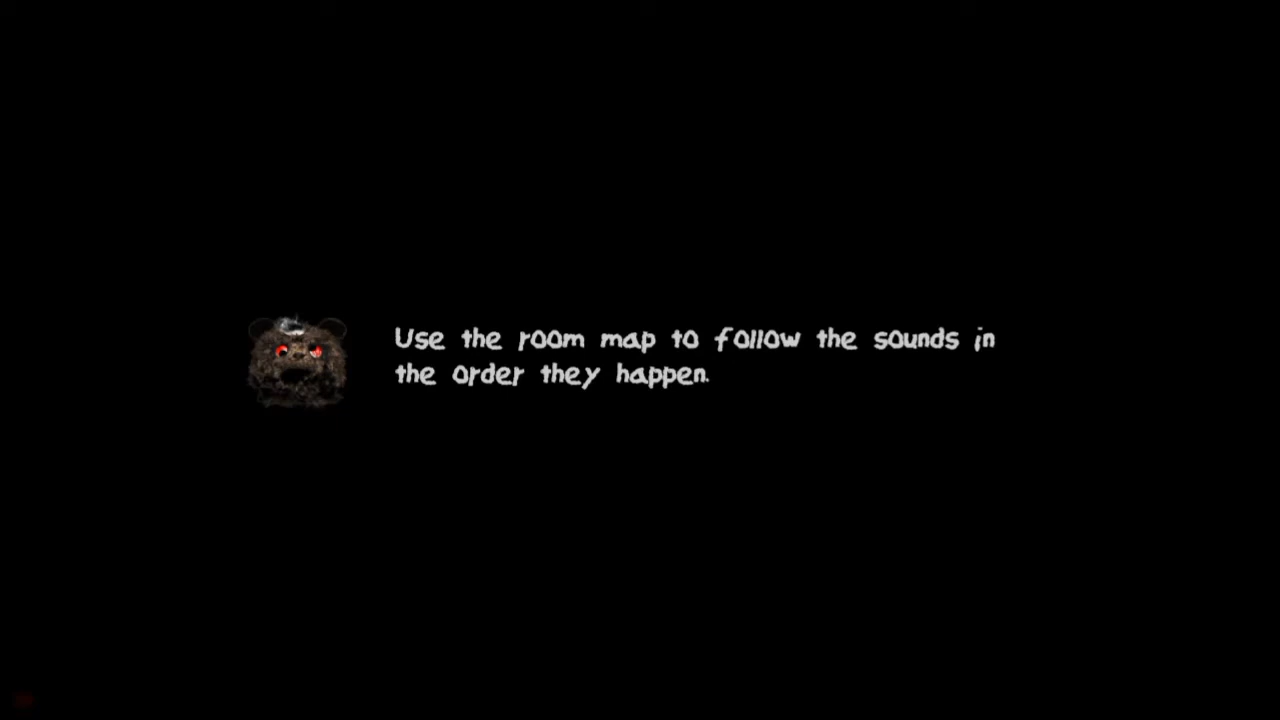 Use the room map to follow the sounds in
the order they happen.